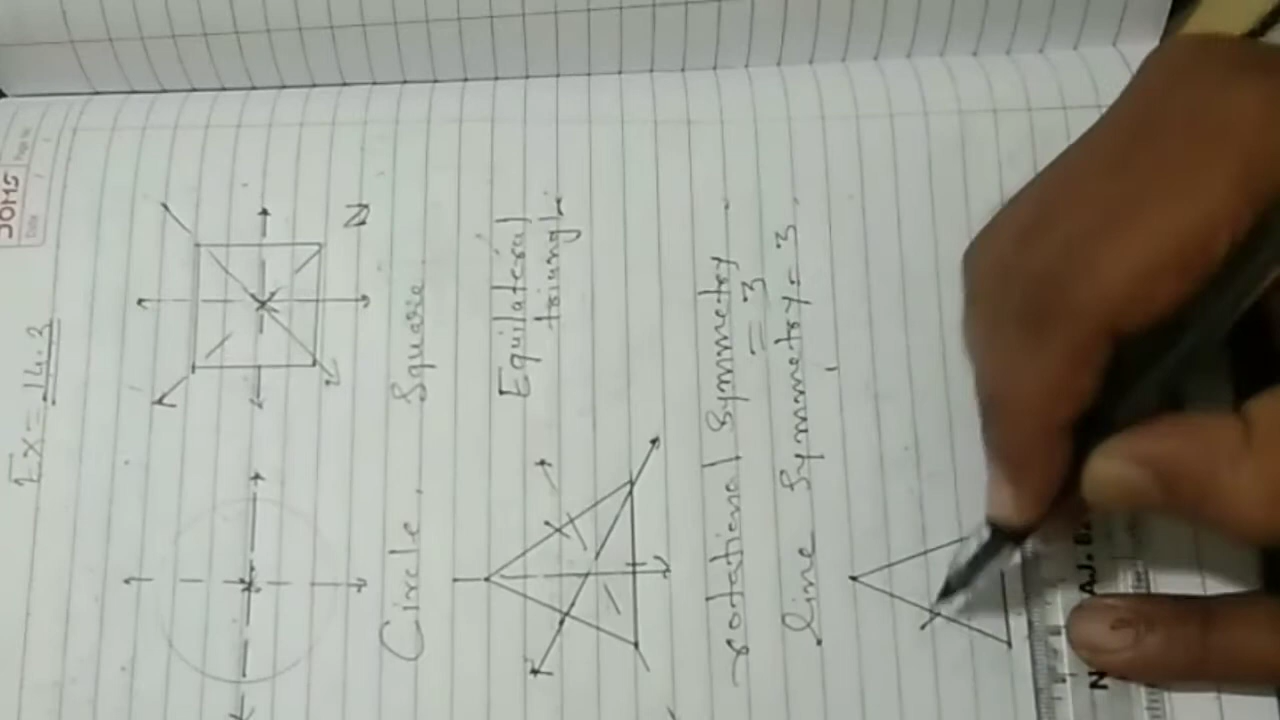 Ex = 14.3
Circle. Square.
Equilateral
triangle
rotational Symmetry
= 3
line Symmetry = 3.